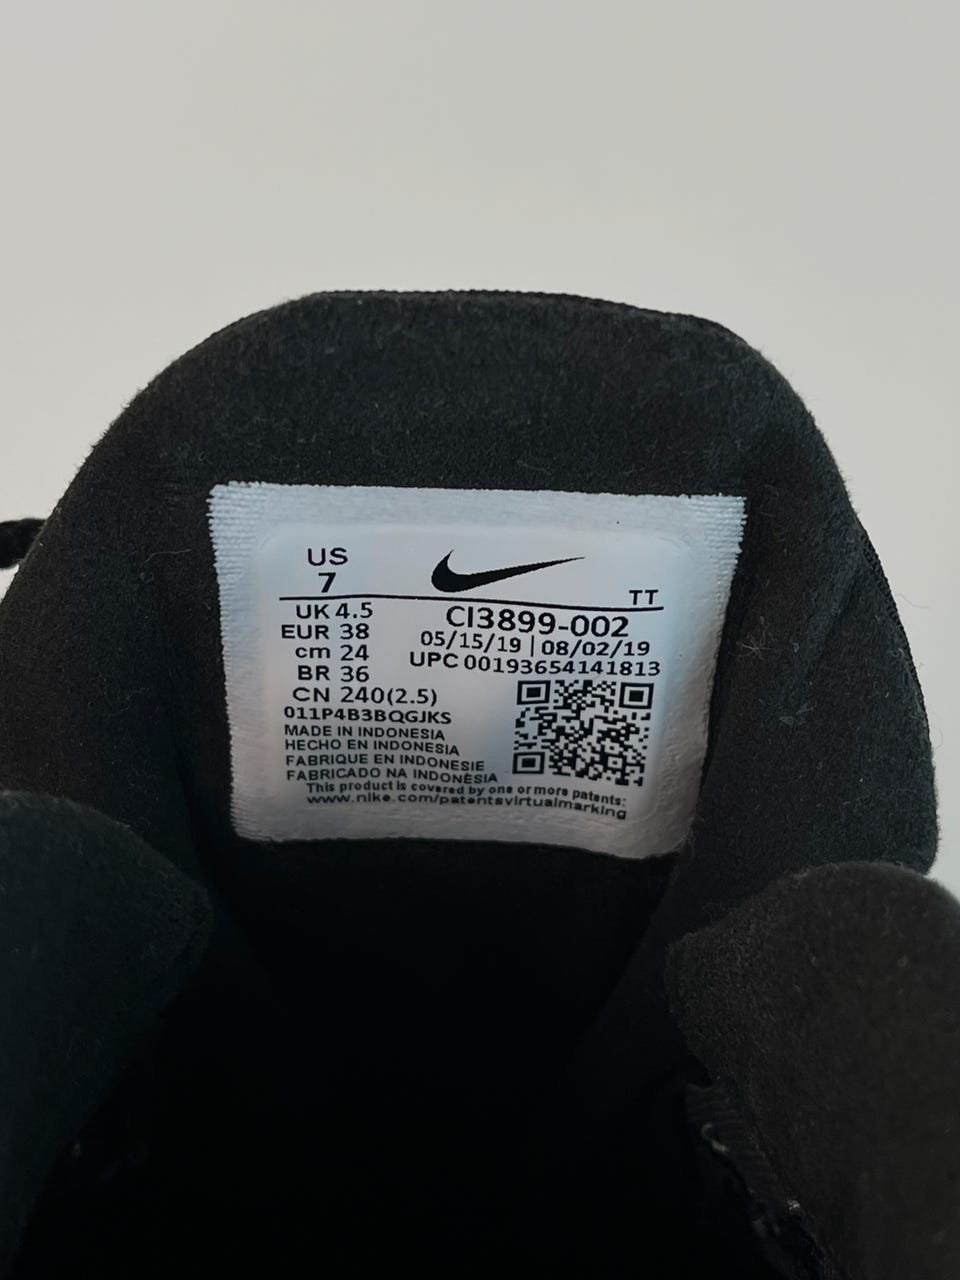 US
7
TT
UK 4.5
EUR 38
cm 24
BR 36
CN 240(2.5)
011P4B3BQGJKS
MADE IN INDONESIA
HECHO EN INDONESIA
FABRIQUE EN INDONESIE
FABRICADO NA INDONÉSIA
CI3899-002
05/15/19 | 08/02/19
UPC 00193654141813
This product is covered by one or more patents:
www.nike.com/patentsvirtualmarking